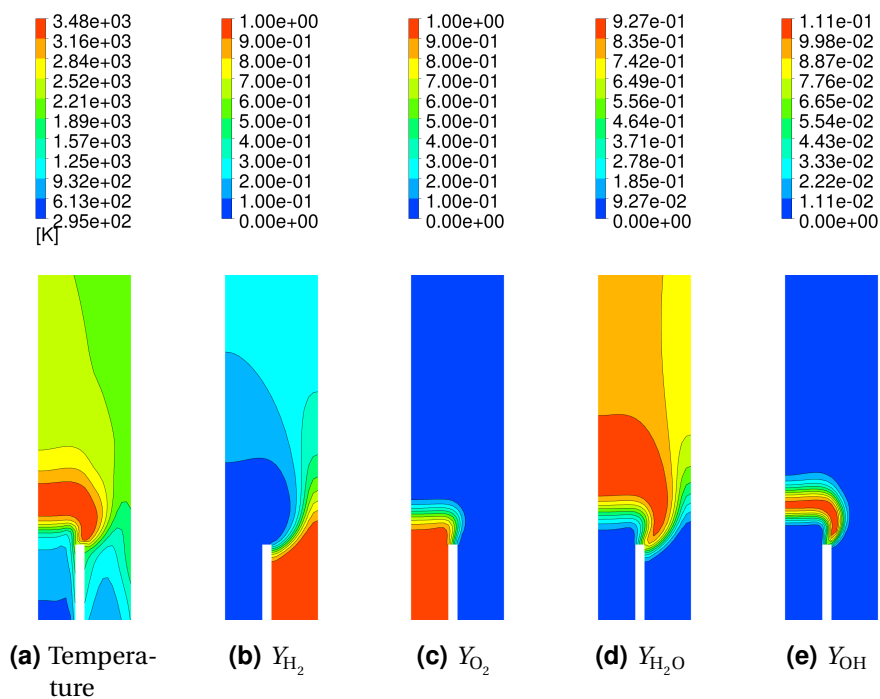 3.48e+03
3.16e+03
2.84e+03
2.52e+03
2.21e+03
1.89e+03
1.57e+03
1.25e+03
9.32e+02
6.13e+02
2.95e+02
[K]
1.00e+00
9.00e-01
8.00e-01
7.00e-01
6.00e-01
5.00e-01
4.00e-01
3.00e-01
2.00e-01
1.00e-01
0.00e+00
1.00e+00
9.00e-01
8.00e-01
7.00e-01
6.00e-01
5.00e-01
4.00e-01
3.00e-01
2.00e-01
1.00e-01
0.00e+00
9.27e-01
8.35e-01
7.42e-01
6.49e-01
5.56e-01
4.64e-01
3.71e-01
2.78e-01
1.85e-01
9.27e-02
0.00e+00
1.11e-01
9.98e-02
8.87e-02
7.76e-02
6.65e-02
5.54e-02
4.43e-02
3.33e-02
2.22e-02
1.11e-02
0.00e+00
(a) Tempera-
ture
(b) Y_{H_2}
(c) Y_{O_2}
(d) Y_{H_2O}
(e) Y_{OH}